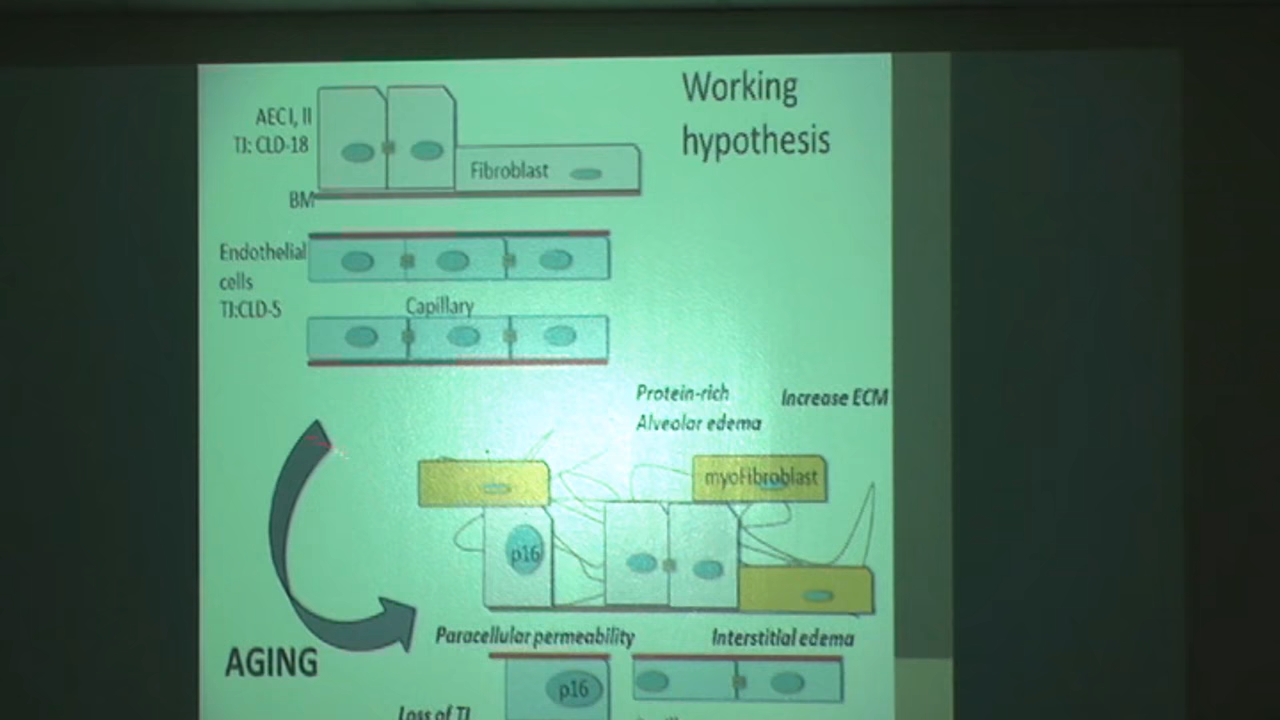 Working
hypothesis
AEC I, II
TJ: CLD-18
Fibroblast
BM
Endothelial
cells
TJ:CLD-5
Capillary
Protein-rich
Alveolar edema
Increase ECM
myoFibroblast
p16
Paracellular permeability
Interstitial edema
AGING
p16
Loss of TJ